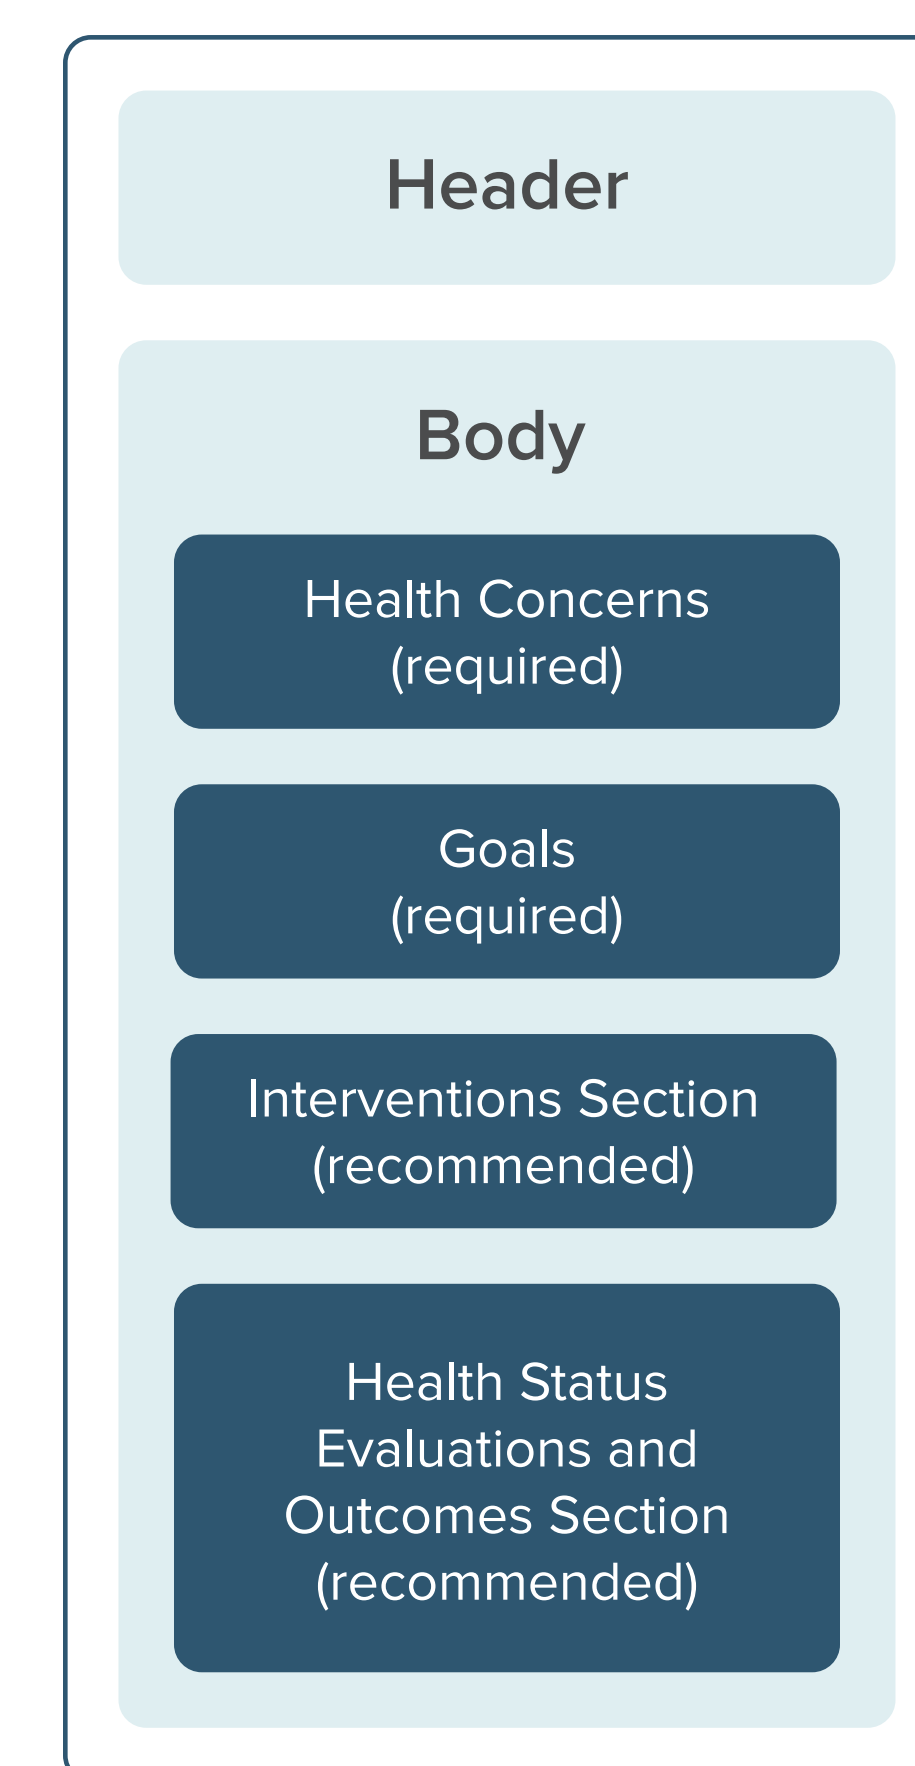 Header
Body
Health Concerns
(required)
Goals
(required)
Interventions Section
(recommended)
Health Status
Evaluations and
Outcomes Section
(recommended)